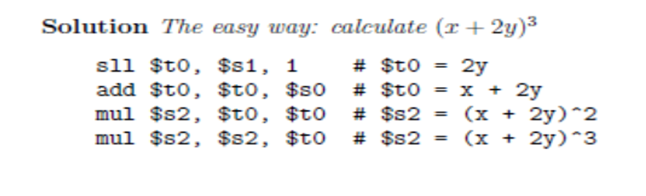 Solution The easy way: calculate (x + 2y)³
sll $t0, $s1, 1 # $t0 = 2y
add $t0, $t0, $s0 # $t0 = x + 2y
mul $s2, $t0, $t0 # $s2 = (x + 2y)^2
mul $s2, $s2, $t0 # $s2 = (x + 2y)^3